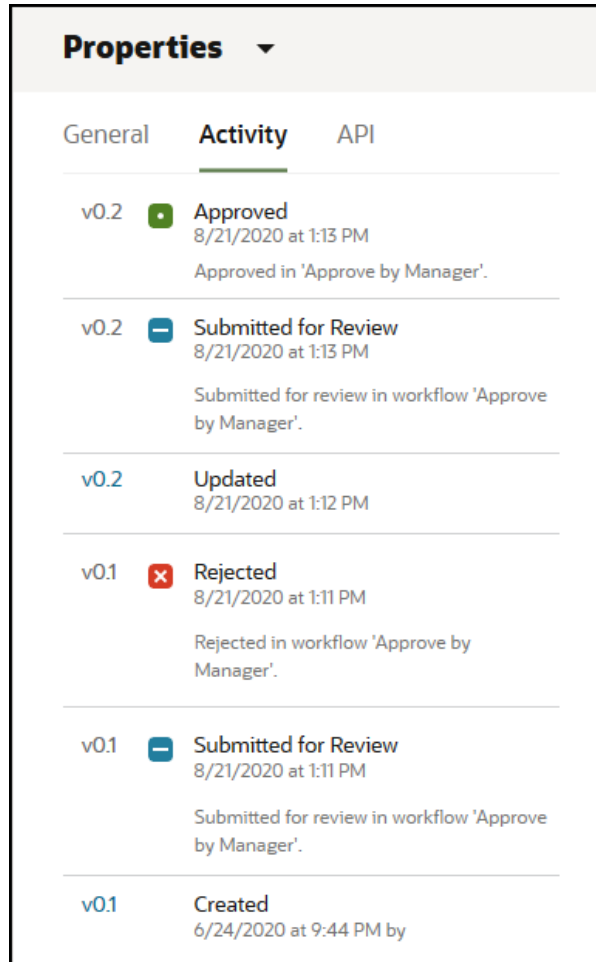 Properties
General Activity API
v0.2 Approved
8/21/2020 at 1:13 PM
Approved in 'Approve by Manager'.
v0.2 Submitted for Review
8/21/2020 at 1:13 PM
Submitted for review in workflow 'Approve
by Manager'.
v0.2 Updated
8/21/2020 at 1:12 PM
v0.1 Rejected
8/21/2020 at 1:11 PM
Rejected in workflow 'Approve by
Manager'.
v0.1 Submitted for Review
8/21/2020 at 1:11 PM
Submitted for review in workflow 'Approve
by Manager'.
v0.1 Created
6/24/2020 at 9:44 PM by